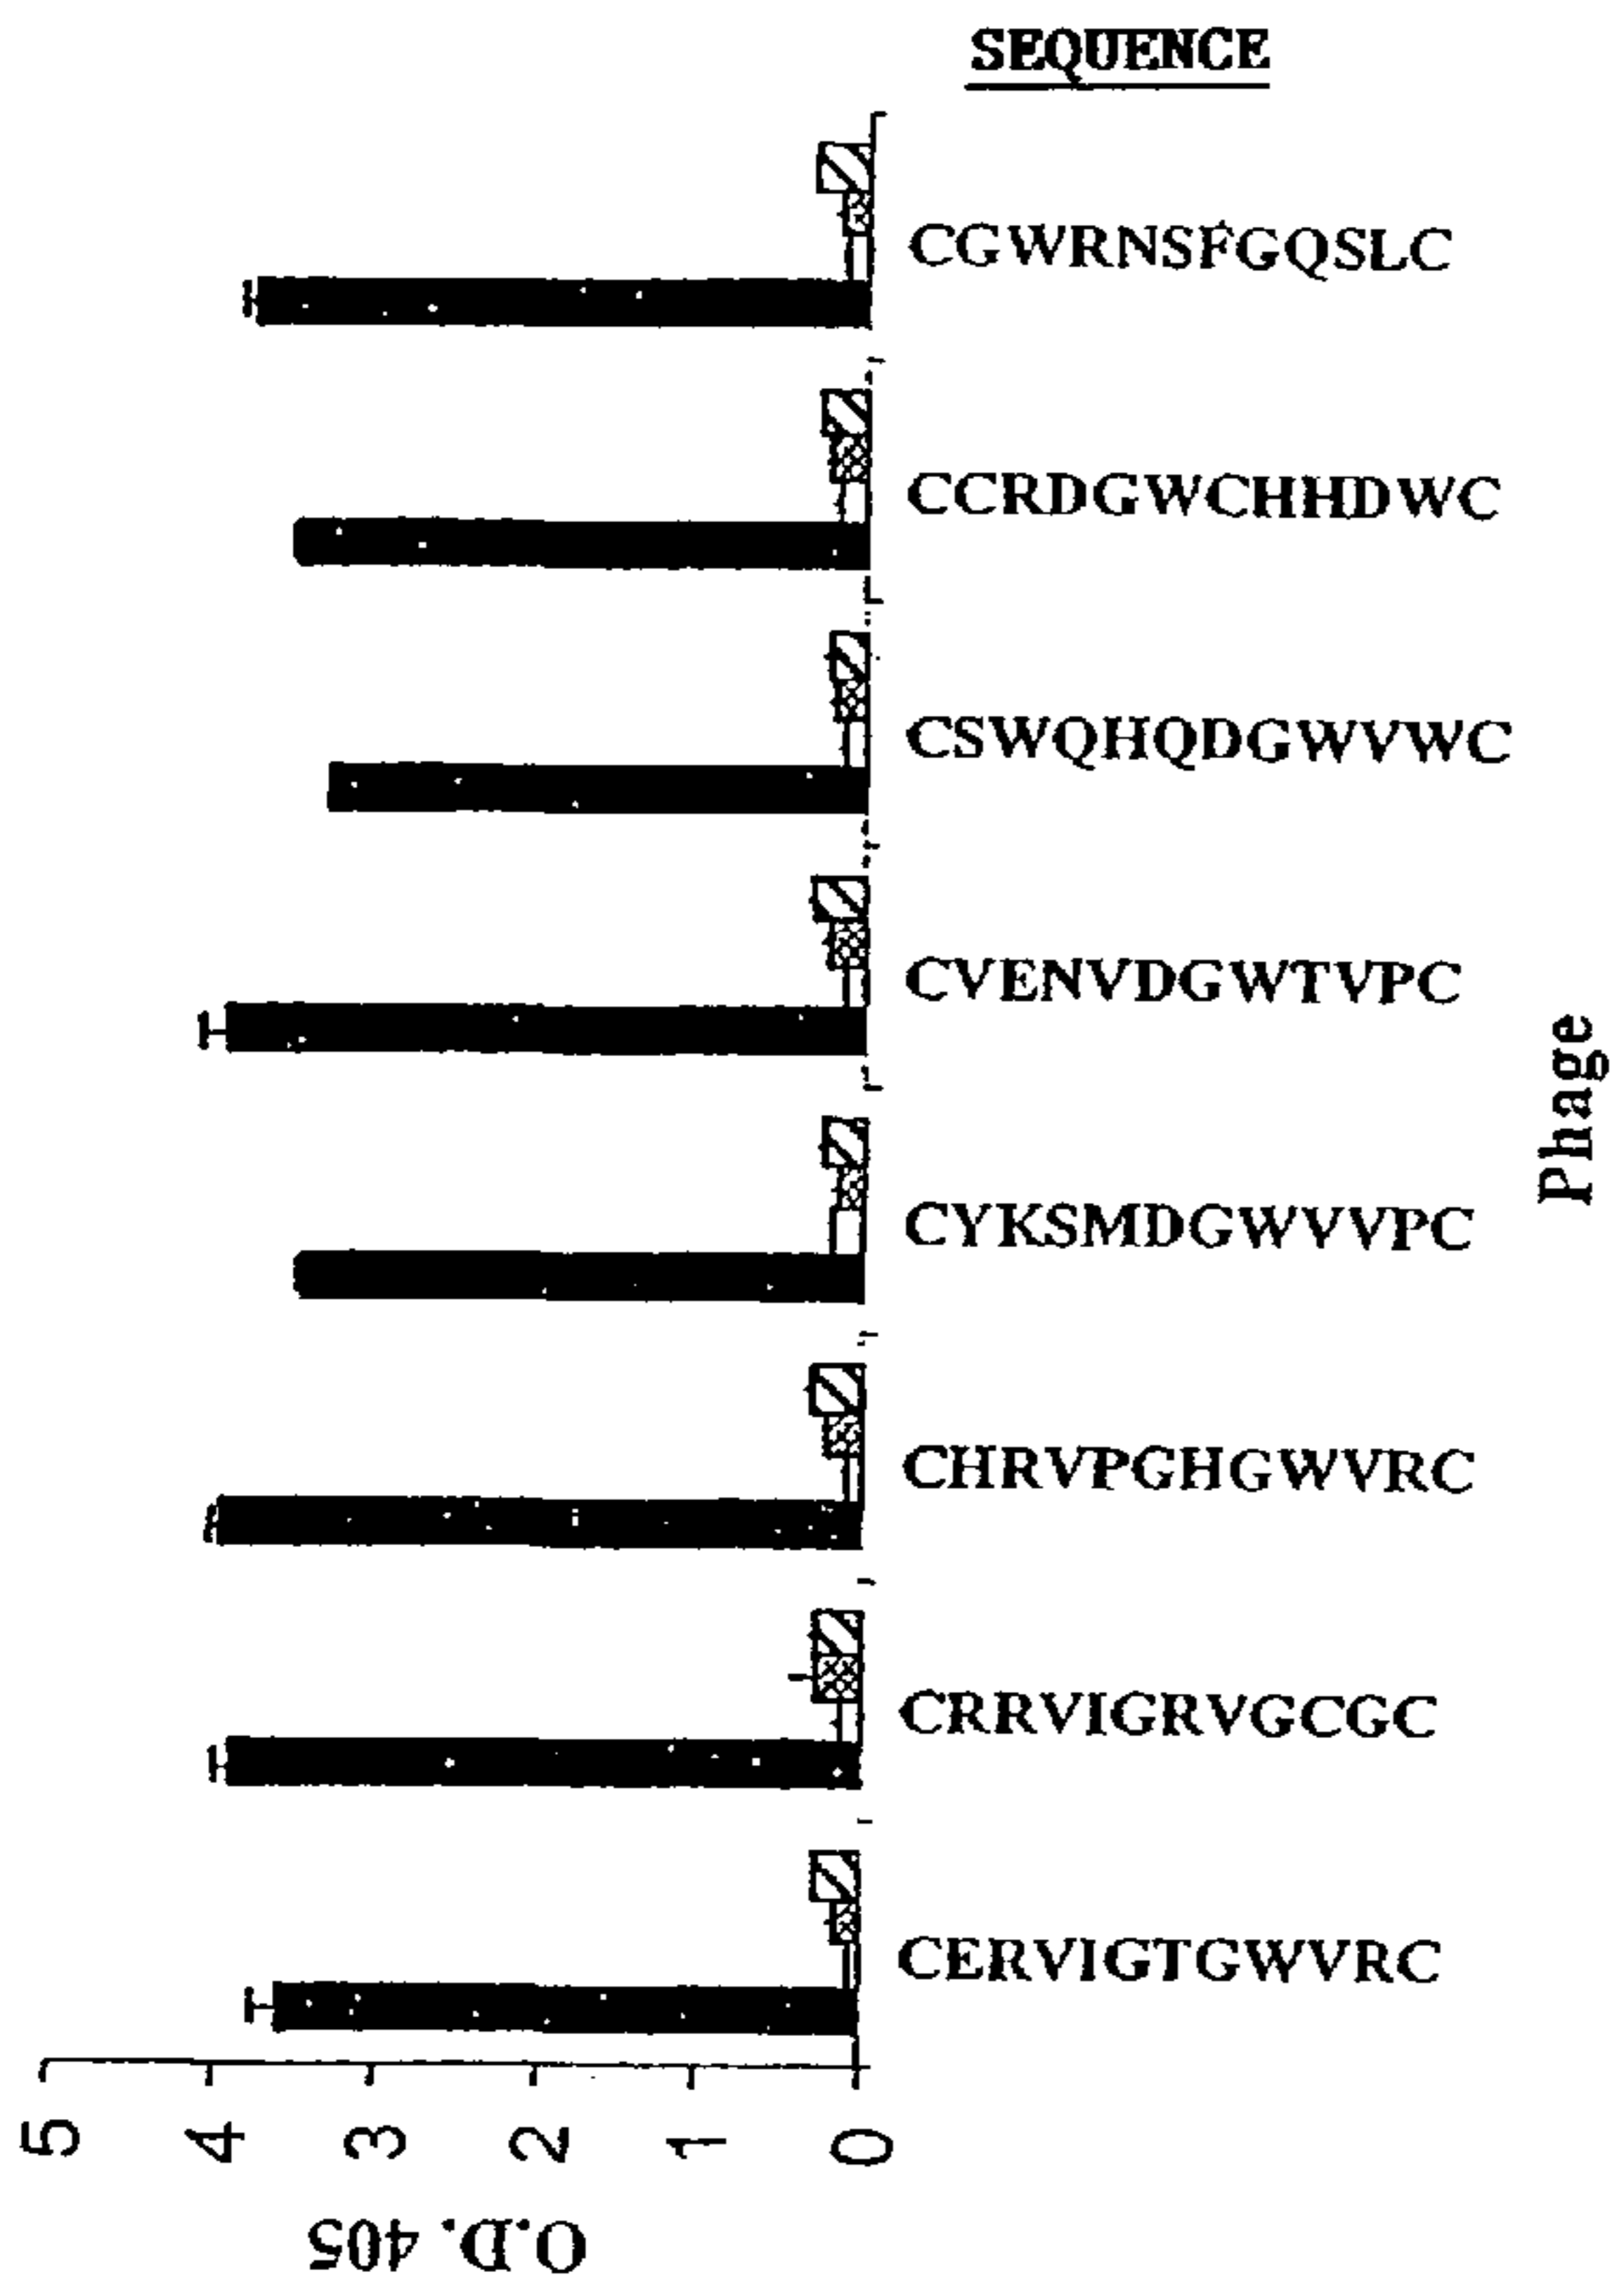 SEQUENCE
CGWRNSFGQSLC
CCRDGWCHHDWC
CSWQHQDGWVWC
CVENVDGWTVPC
CYKSMDGWVVPC
CHRVPGHGWVRC
CRRVIGRVGCGC
CERVIGTGWVRC
Phage
5
4
3
2
1
0
O.D. 405